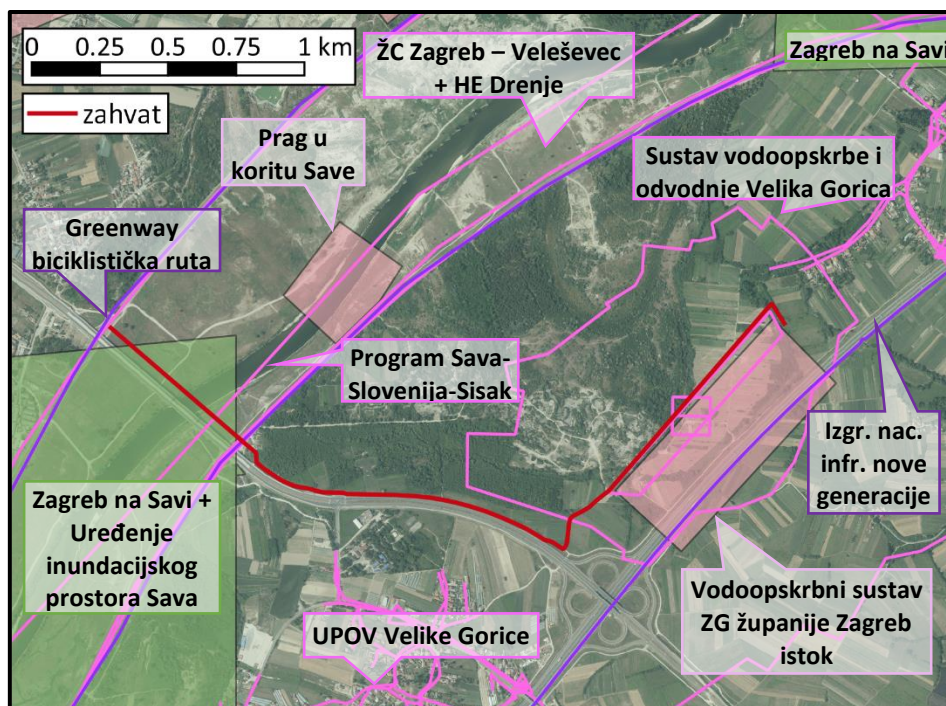 0 0.25 0.50 0.75 1 km
zahvat
ŽC Zagreb – Veleševec
+ HE Drenje
Zagreb na Savi
Prag u
koritu Save
Sustav vodoopskrbe i
odvodnje Velika Gorica
Greenway
biciklistička ruta
Program Sava-
Slovenija-Sisak
Izgr. nac.
infr. nove
generacije
Zagreb na Savi +
Uređenje
inundacijskog
prostora Sava
Vodoopskrbni sustav
ZG županije Zagreb
istok
UPOV Velike Gorice